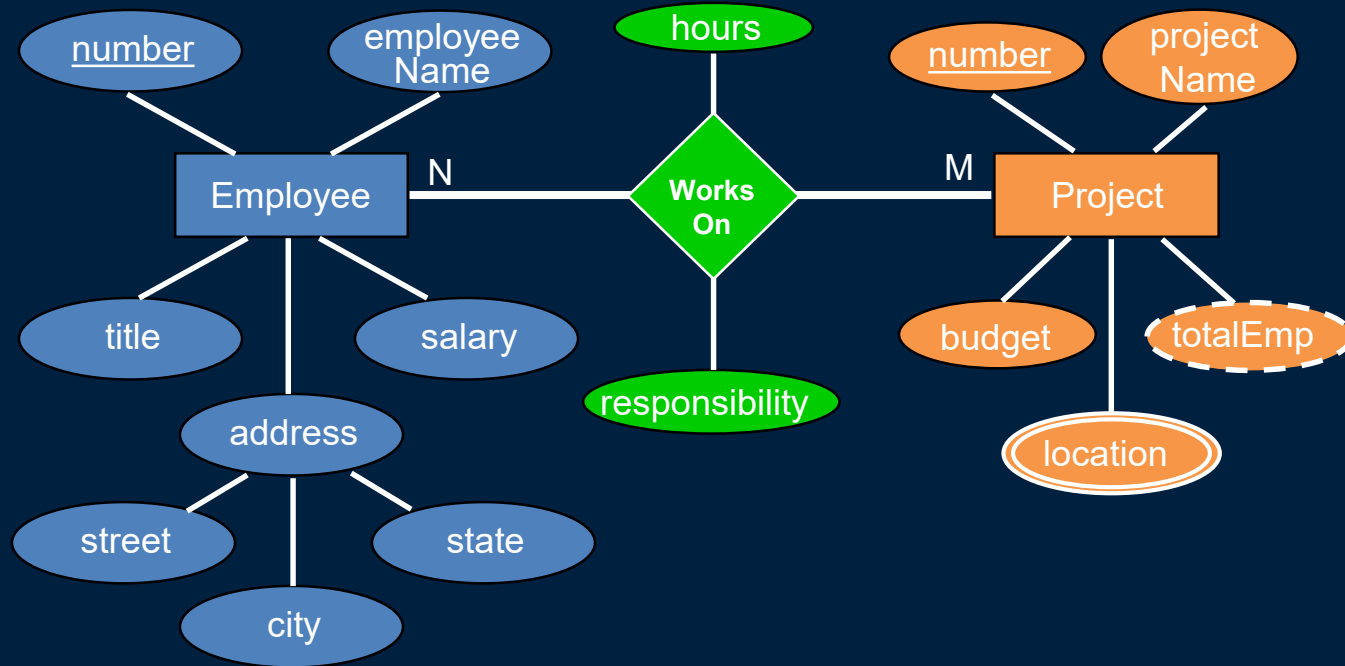 number
employee
Name
hours
number
project
Name
Employee
N
Works
On
M
Project
title
salary
budget
totalEmp
responsibility
address
location
street
state
city